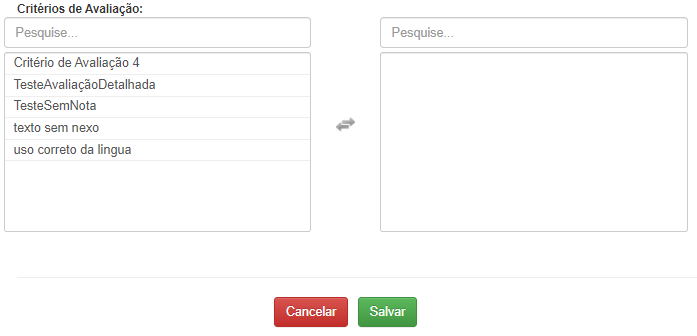 Critérios de Avaliação:
Pesquise...
Pesquise...
Critério de Avaliação 4
TesteAvaliaçãoDetalhada
TesteSemNota
texto sem nexo
uso correto da lingua
Cancelar
Salvar